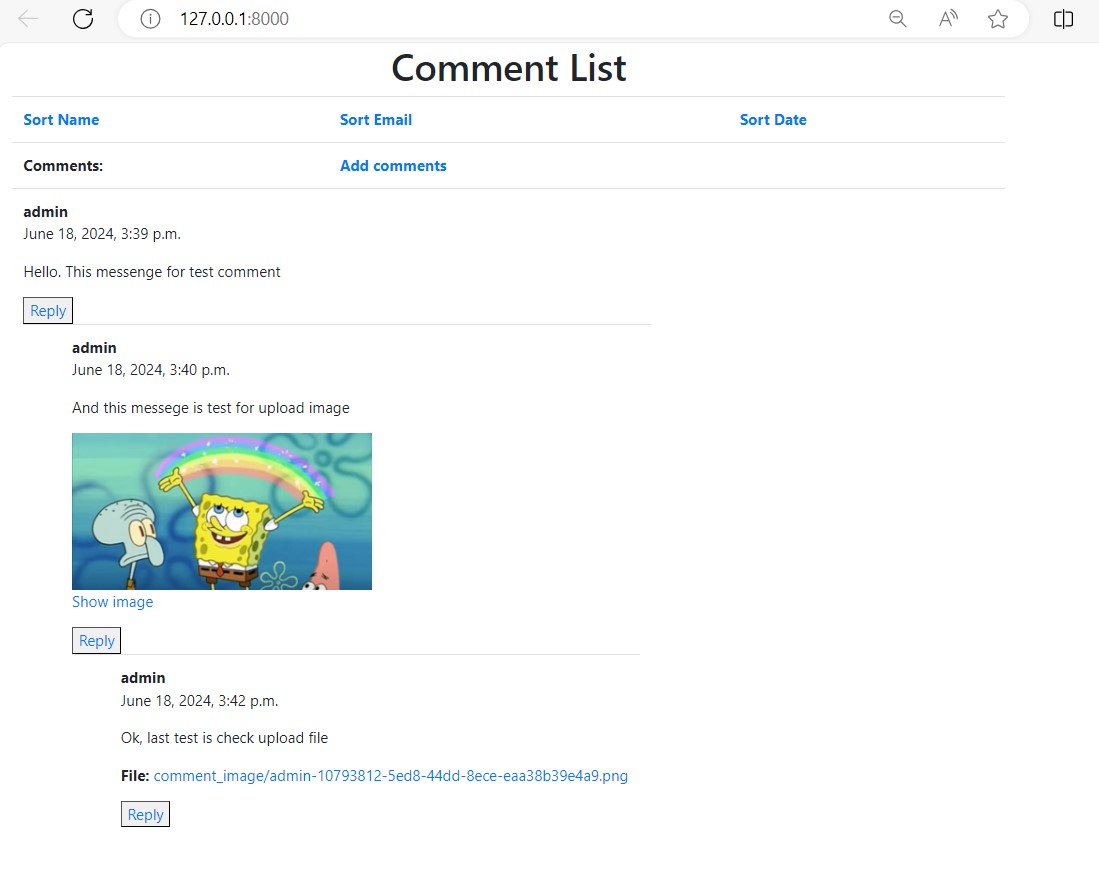 127.0.0.1:8000
Comment List
Sort Name Sort Email Sort Date
Comments: Add comments
admin
June 18, 2024, 3:39 p.m.
Hello. This messenge for test comment
Reply
admin
June 18, 2024, 3:40 p.m.
And this messege is test for upload image
Show image
Reply
admin
June 18, 2024, 3:42 p.m.
Ok, last test is check upload file
File: comment_image/admin-10793812-5ed8-44dd-8ece-eaa38b39e4a9.png
Reply